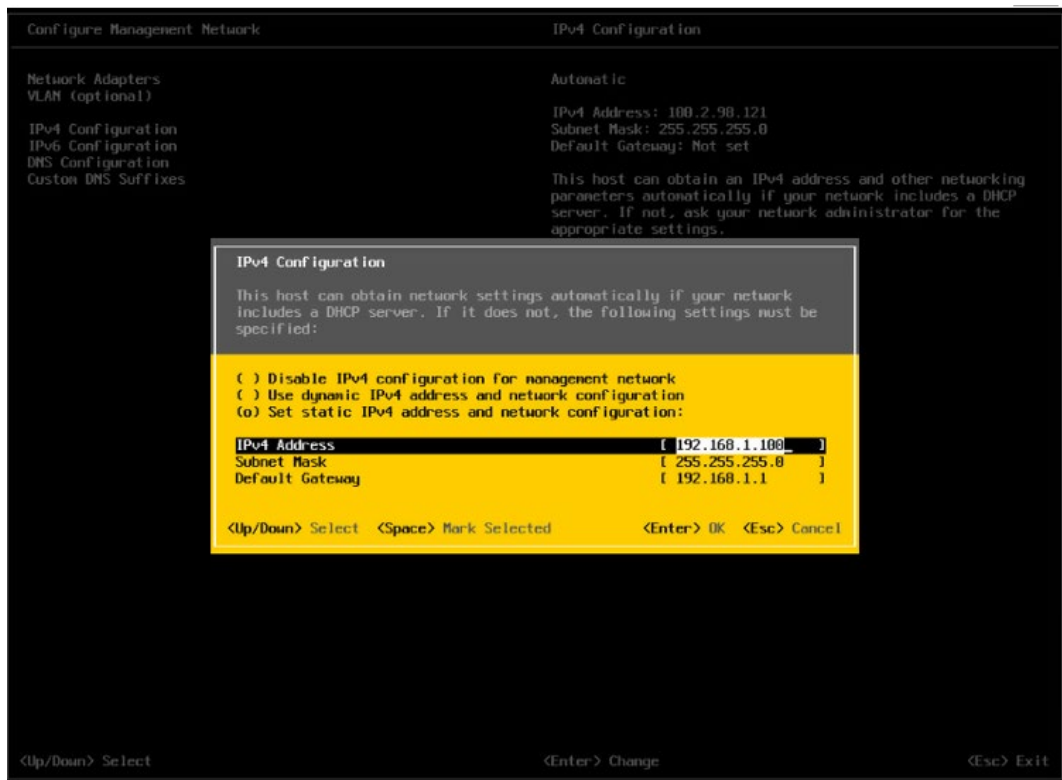 Configure Management Network
IPv4 Configuration
Network Adapters
VLAN (optional)
IPv4 Configuration
IPv6 Configuration
DNS Configuration
Custom DNS Suffixes
Automatic
IPv4 Address: 100.2.98.121
Subnet Mask: 255.255.255.0
Default Gateway: Not set
This host can obtain an IPv4 address and other networking
parameters automatically if your network includes a DHCP
server. If not, ask your network administrator for the
appropriate settings.
IPv4 Configuration
This host can obtain network settings automatically if your network
includes a DHCP server. If it does not, the following settings must be
specified:
( ) Disable IPv4 configuration for management network
( ) Use dynamic IPv4 address and network configuration
(o) Set static IPv4 address and network configuration:
IPv4 Address [ 192.168.1.100_ ]
Subnet Mask [ 255.255.255.0 ]
Default Gateway [ 192.168.1.1 ]
<Up/Down> Select <Space> Mark Selected <Enter> OK <Esc> Cancel
<Up/Down> Select <Enter> Change <Esc> Exit